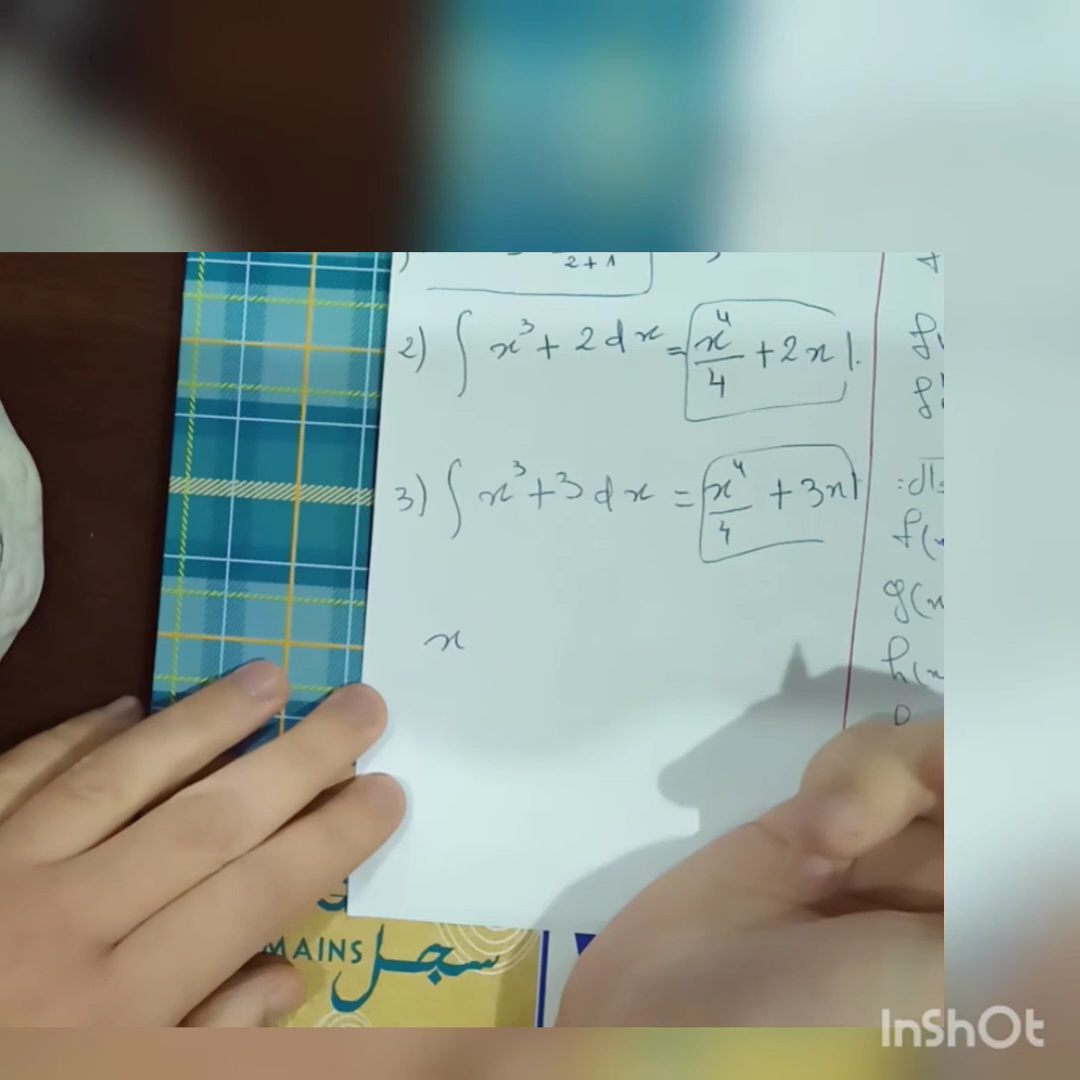 2+1
2) ∫ x³ + 2 dx = x⁴/4 + 2x
3) ∫ x³ + 3 dx = x⁴/4 + 3x
x
f(
g(x
h(x
MAINS سجل
InShOt